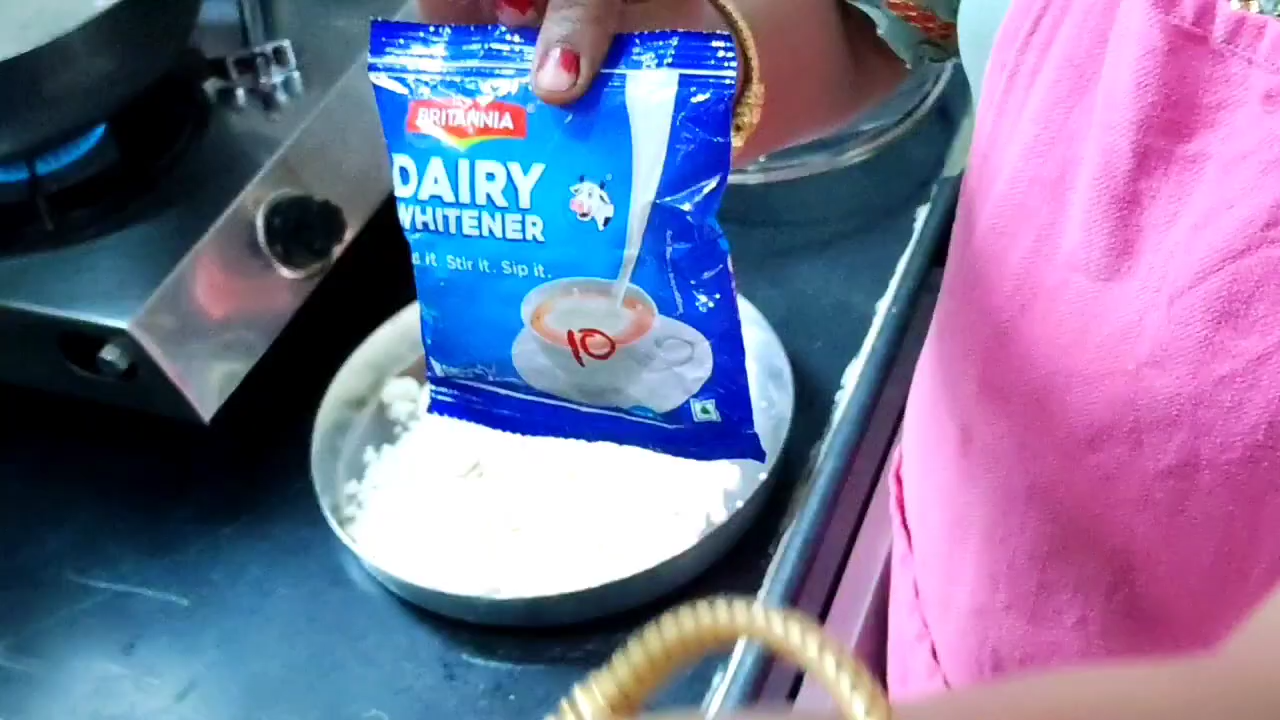 BRITANNIA
DAIRY
WHITENER
it. Stir it. Sip it.
10